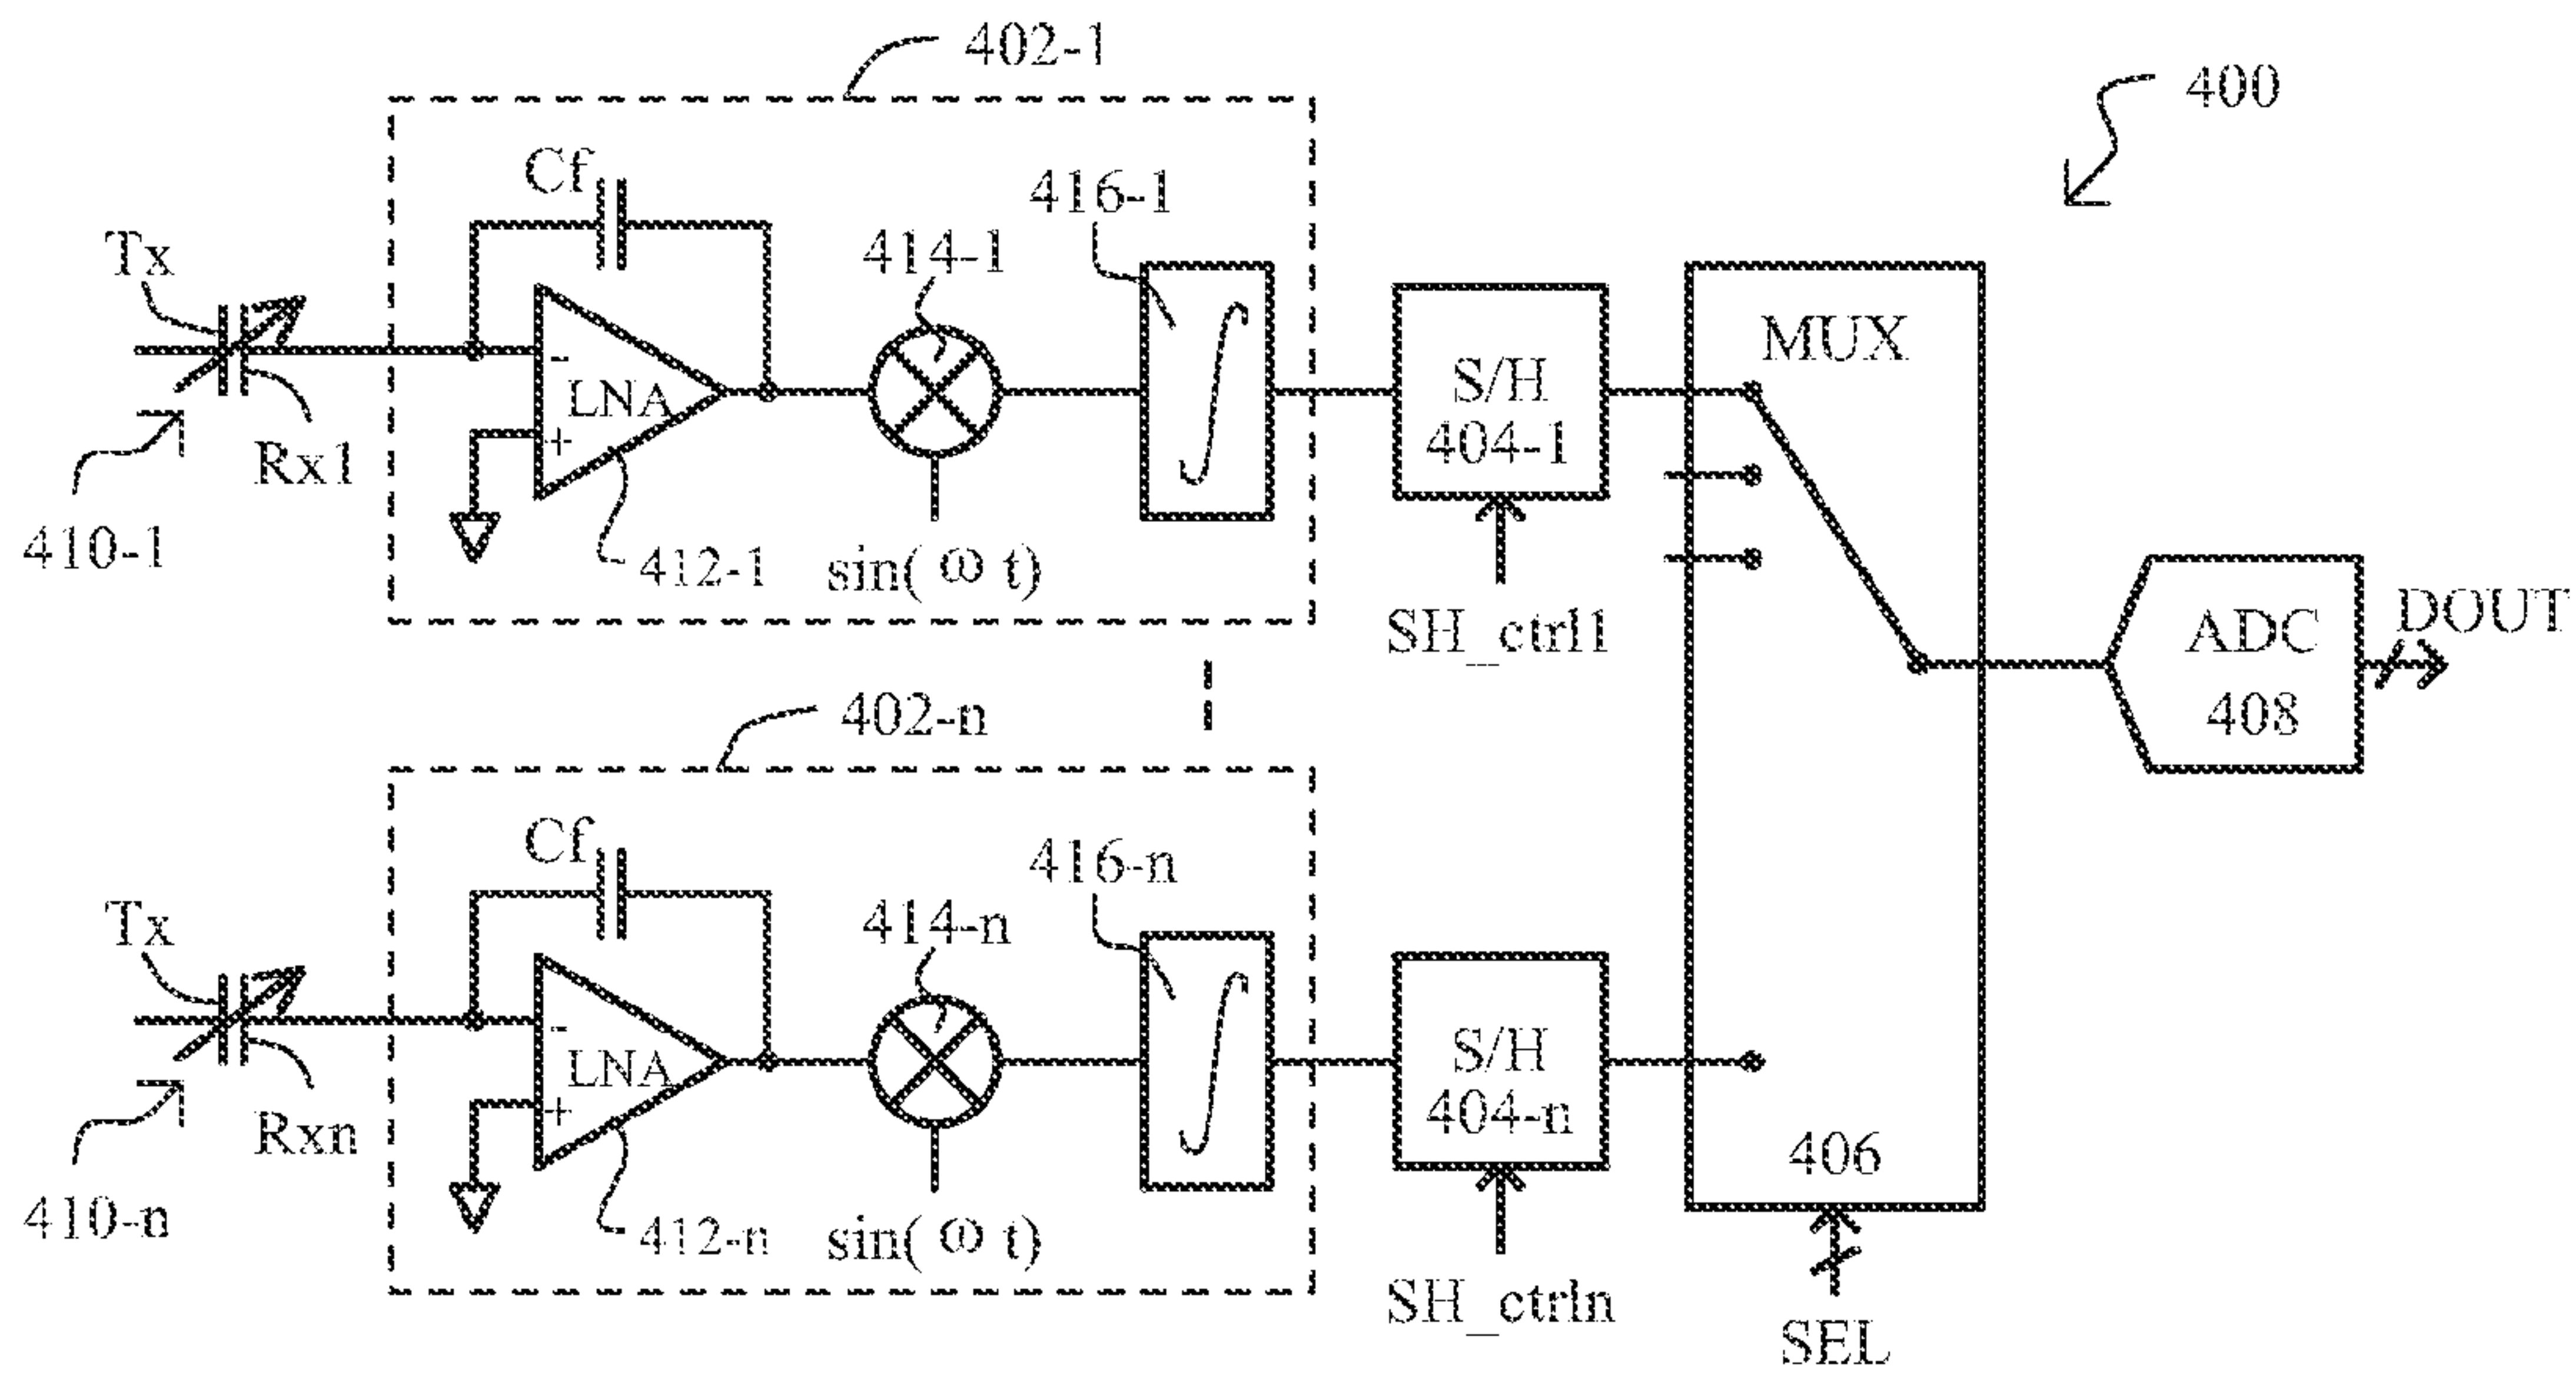 402-1
400
Cf
416-1
414-1
Tx
MUX
-
LNA
S/H
404-1
+
Rx1
410-1
412-1
sin( ω t)
SH_ctrl1
DOUT
ADC
408
402-n
Cf
416-n
414-n
Tx
-
LNA
S/H
404-n
+
Rxn
406
410-n
412-n
sin( ω t)
SH_ctrln
SEL